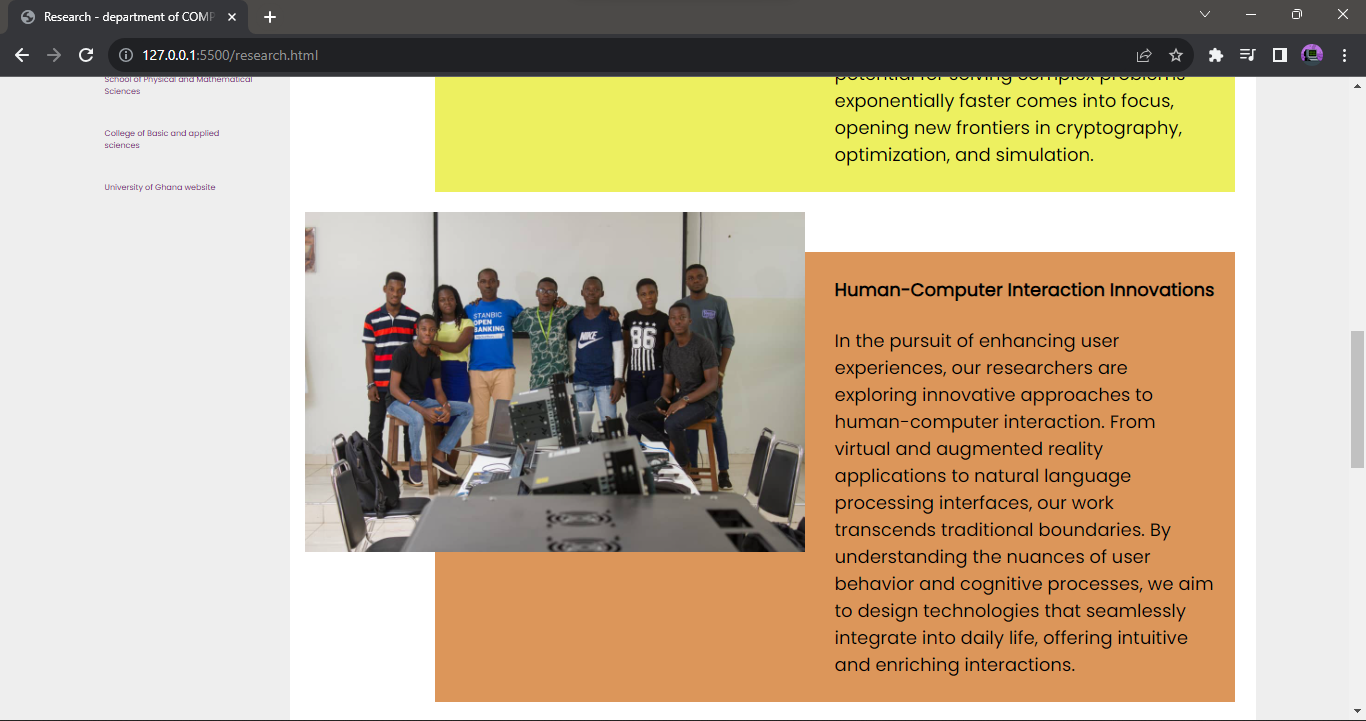 Research - department of COMP
127.0.0.1:5500/research.html
School of Physical and Mathematical
Sciences
College of Basic and applied
sciences
University of Ghana website
potential for solving complex problems
exponentially faster comes into focus,
opening new frontiers in cryptography,
optimization, and simulation.
STANBIC
OPEN
BANKING
NIKE
86
Human-Computer Interaction Innovations
In the pursuit of enhancing user
experiences, our researchers are
exploring innovative approaches to
human-computer interaction. From
virtual and augmented reality
applications to natural language
processing interfaces, our work
transcends traditional boundaries. By
understanding the nuances of user
behavior and cognitive processes, we aim
to design technologies that seamlessly
integrate into daily life, offering intuitive
and enriching interactions.